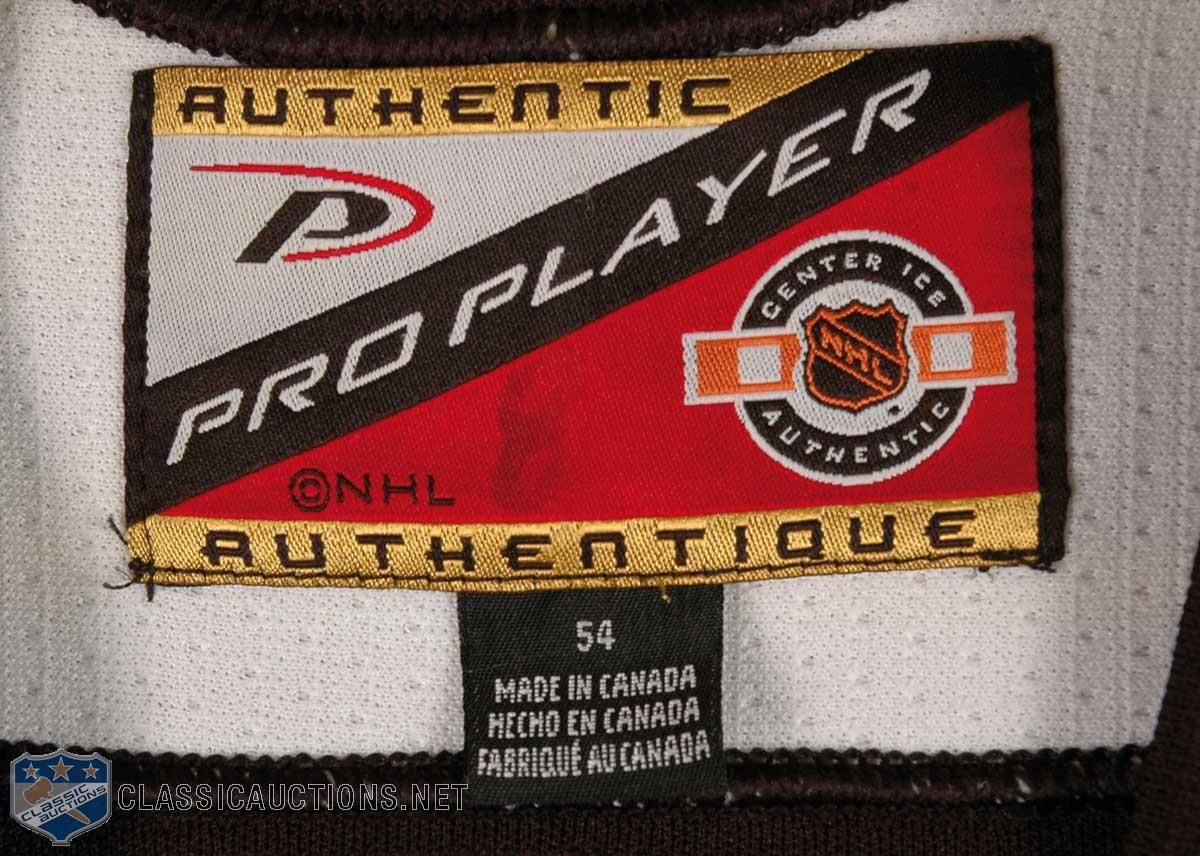 AUTHENTIC
PRO PLAYER
CENTER ICE
NHL
AUTHENTIC
©NHL
AUTHENTIQUE
54
MADE IN CANADA
HECHO EN CANADA
FABRIQUÉ AU CANADA
CLASSIC
AUCTIONS
CLASSICAUCTIONS.NET